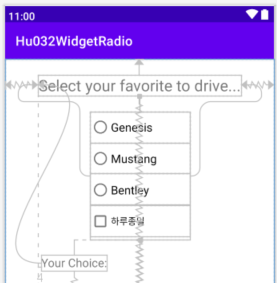 11:00
Hu032WidgetRadio
Select your favorite to drive...
Genesis
Mustang
Bentley
하루종일
Your Choice: